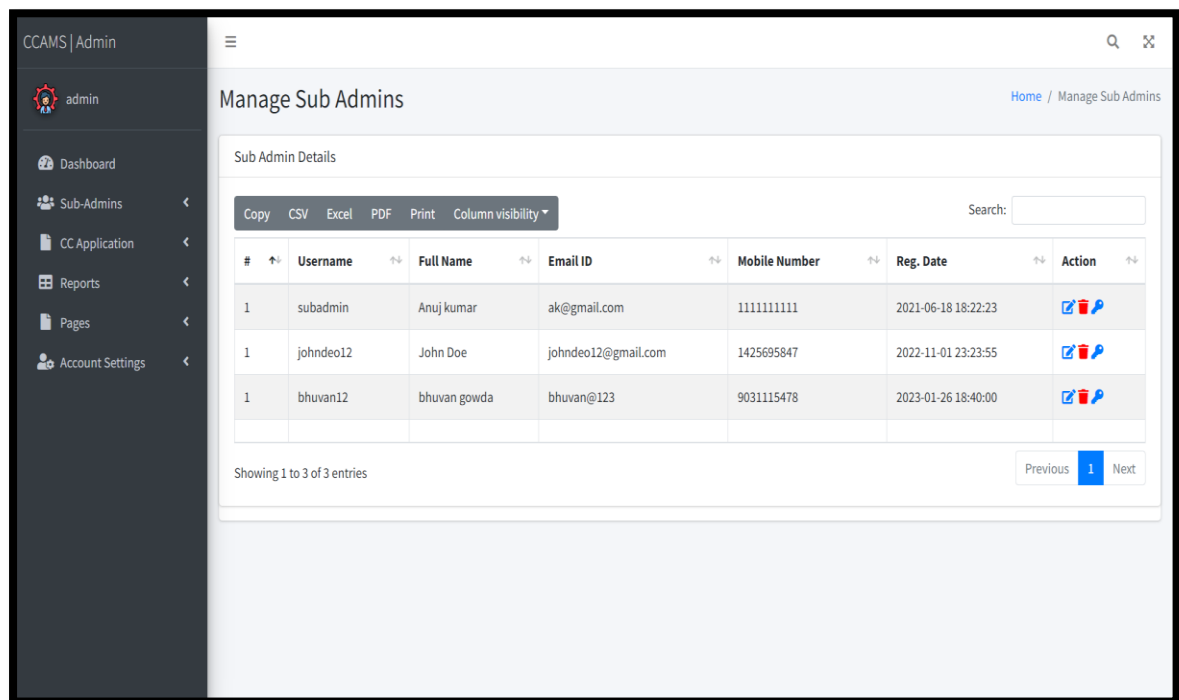 CCAMS | Admin
admin
Dashboard
Sub-Admins
CC Application
Reports
Pages
Account Settings
Manage Sub Admins
Home / Manage Sub Admins
Sub Admin Details
Copy CSV Excel PDF Print Column visibility
Search:
# Username Full Name Email ID Mobile Number Reg. Date Action
1 subadmin Anuj kumar ak@gmail.com 1111111111 2021-06-18 18:22:23
1 johndeo12 John Doe johndeo12@gmail.com 1425695847 2022-11-01 23:23:55
1 bhuvan12 bhuvan gowda bhuvan@123 9031115478 2023-01-26 18:40:00
Showing 1 to 3 of 3 entries
Previous 1 Next